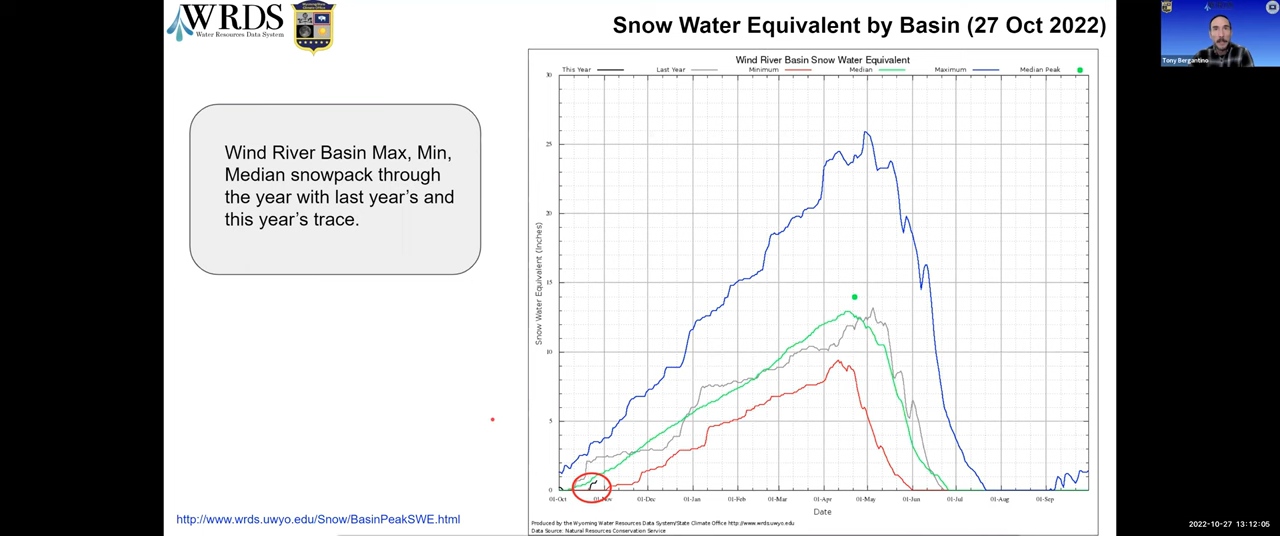 WRDS
Water Resources Data System
Snow Water Equivalent by Basin (27 Oct 2022)
Tony Bergantino
Wind River Basin Snow Water Equivalent
This Year Last Year Minimum Median Maximum Median Peak
Wind River Basin Max, Min,
Median snowpack through
the year with last year's and
this year's trace.
Snow Water Equivalent (Inches)
30
25
20
15
10
5
0
01-Oct 01-Nov 01-Dec 01-Jan 01-Feb 01-Mar 01-Apr 01-May 01-Jun 01-Jul 01-Aug 01-Sep
Date
http://www.wrds.uwyo.edu/Snow/BasinPeakSWE.html
Produced by the Wyoming Water Resources Data System/State Climate Office http://www.wrds.uwyo.edu
Data Source: Natural Resources Conservation Service
2022-10-27 13:12:05